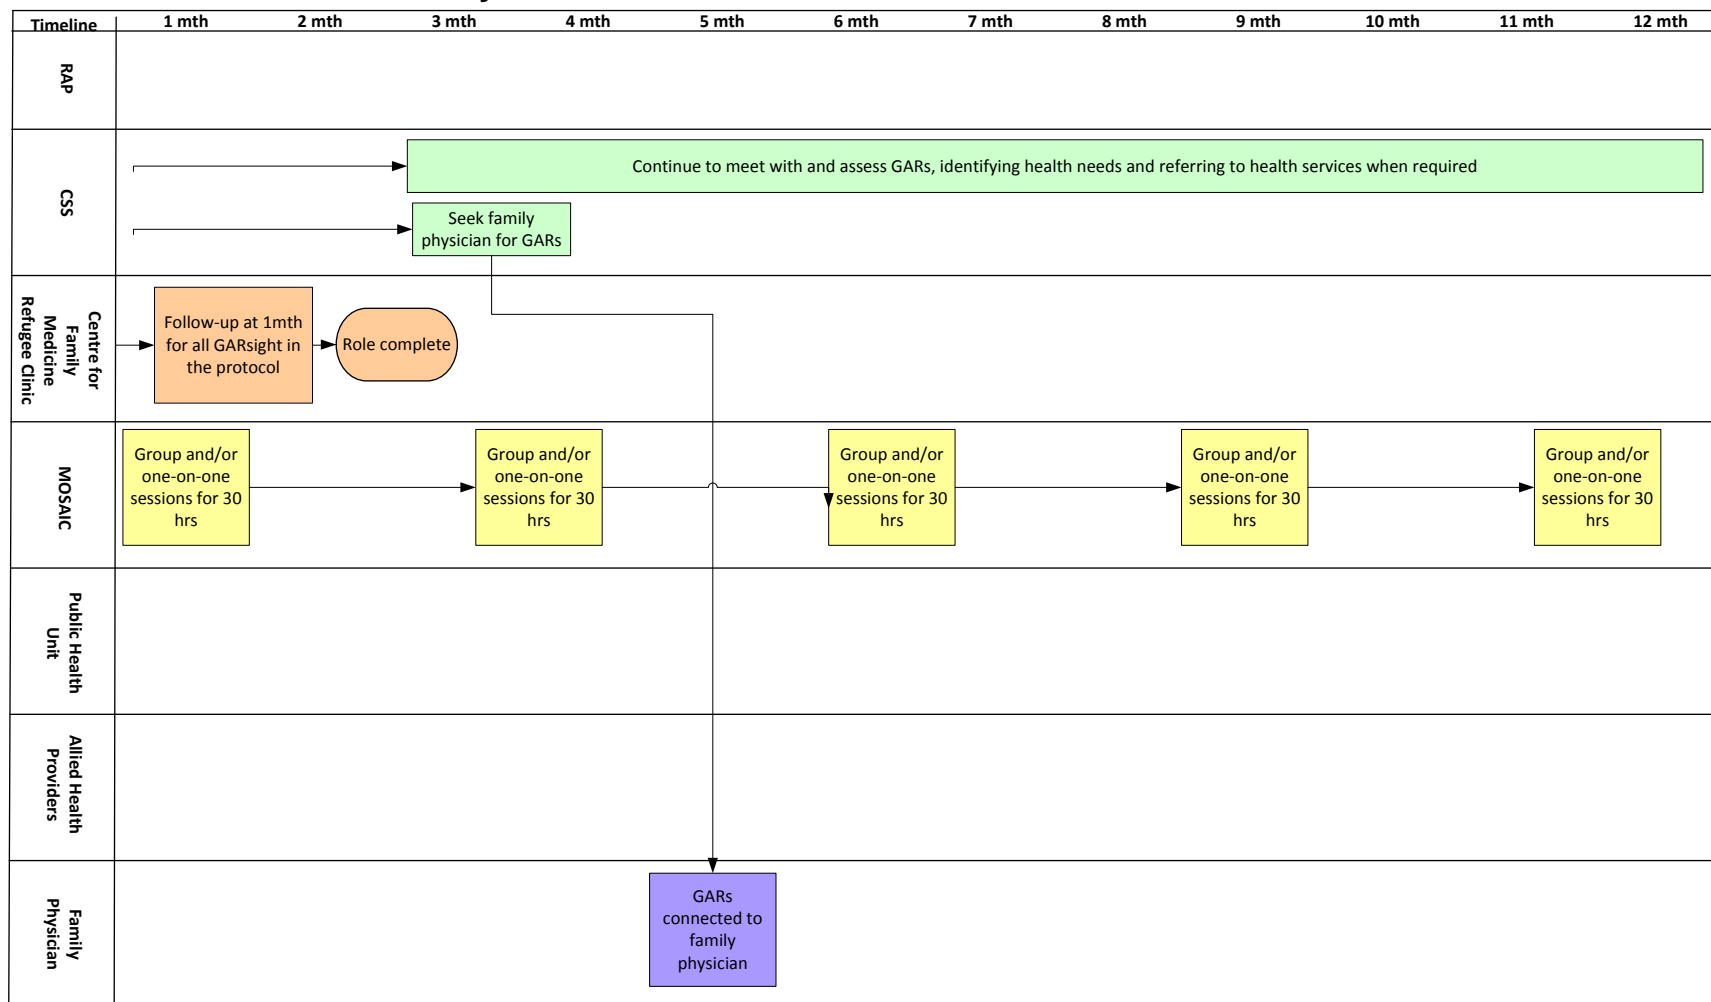 Timeline 1 mth 2 mth 3 mth 4 mth 5 mth 6 mth 7 mth 8 mth 9 mth 10 mth 11 mth 12 mth
RAP
CSS
Continue to meet with and assess GARs, identifying health needs and referring to health services when required
Seek family
physician for GARs
Centre for
Family
Medicine
Refugee Clinic
Follow-up at 1mth
for all GARsight in
the protocol
Role complete
MOSAIC
Group and/or
one-on-one
sessions for 30
hrs
Group and/or
one-on-one
sessions for 30
hrs
Group and/or
one-on-one
sessions for 30
hrs
Group and/or
one-on-one
sessions for 30
hrs
Group and/or
one-on-one
sessions for 30
hrs
Public Health
Unit
Allied Health
Providers
Family
Physician
GARs
connected to
family
physician